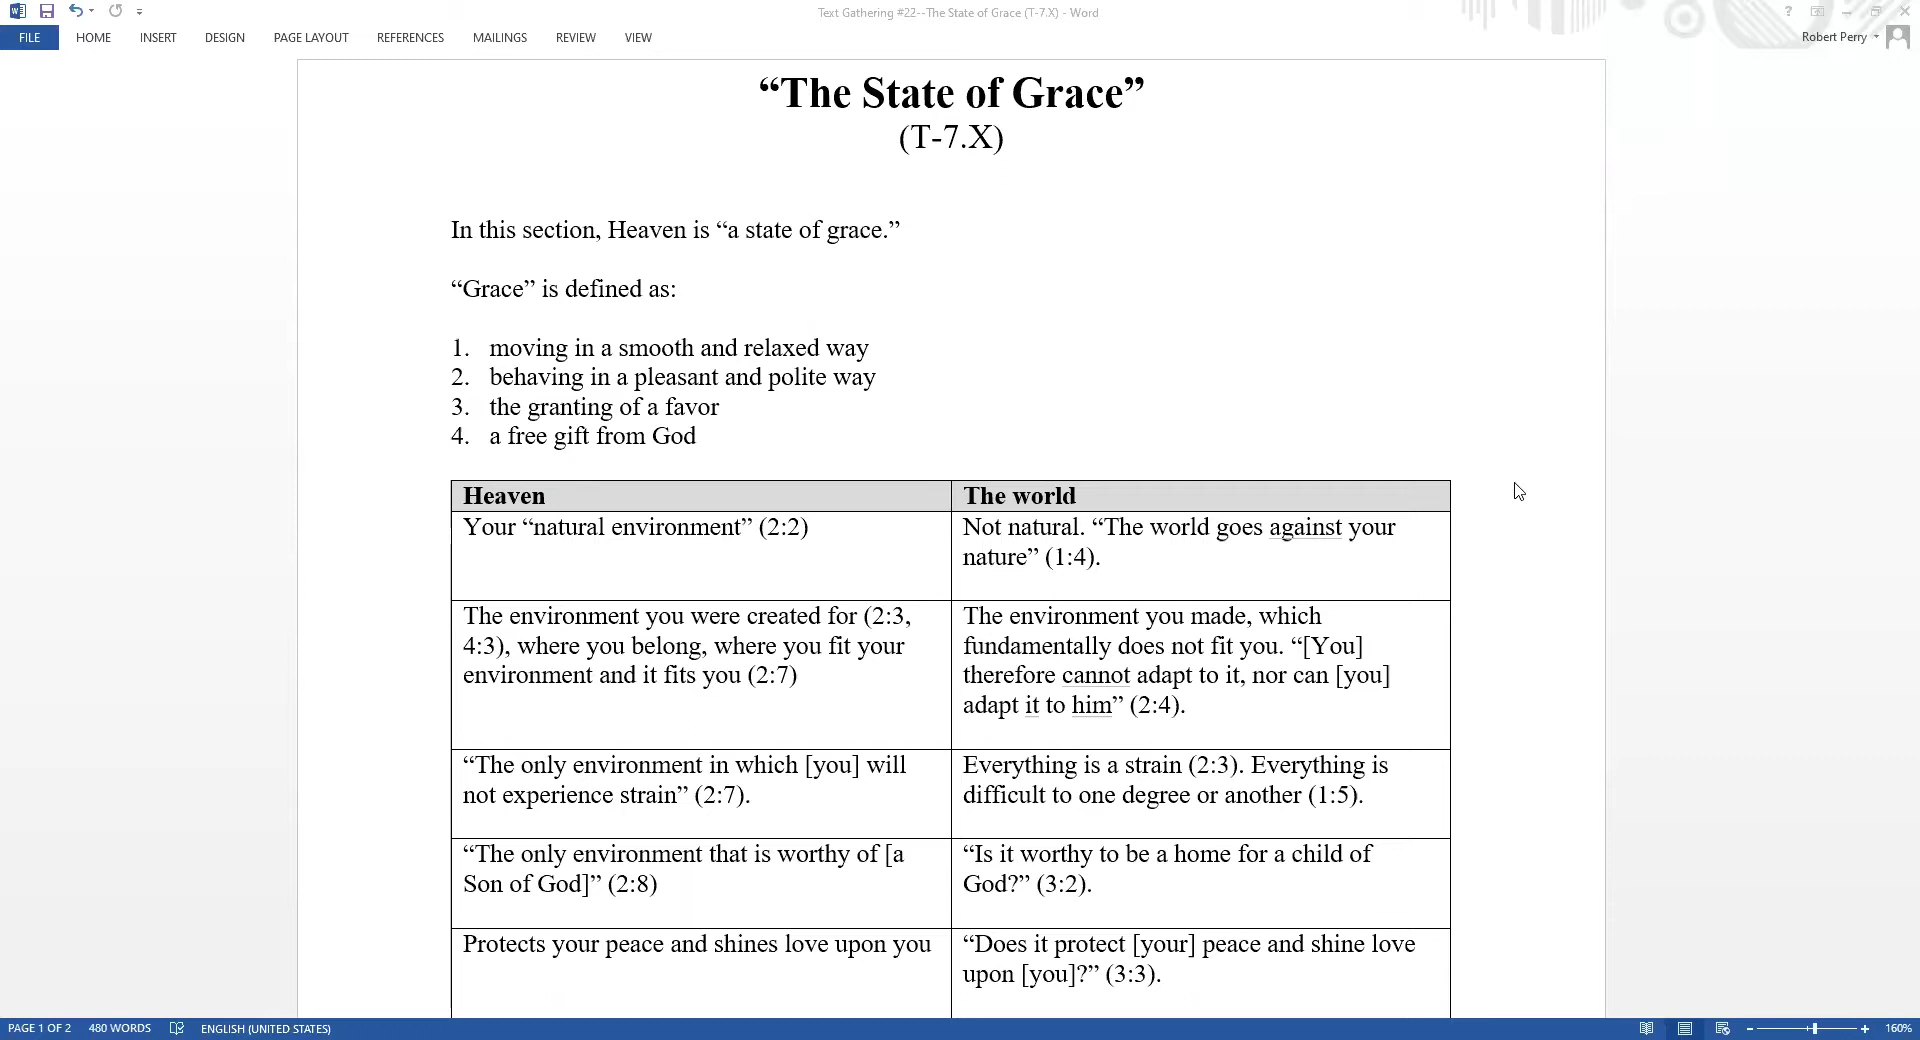 Text Gathering #22--The State of Grace (T-7.X) - Word
FILE HOME INSERT DESIGN PAGE LAYOUT REFERENCES MAILINGS REVIEW VIEW Robert Perry
“The State of Grace”
(T-7.X)
In this section, Heaven is “a state of grace.”
“Grace” is defined as:
1. moving in a smooth and relaxed way
2. behaving in a pleasant and polite way
3. the granting of a favor
4. a free gift from God
Heaven
The world
Your “natural environment” (2:2)
Not natural. “The world goes against your
nature” (1:4).
The environment you were created for (2:3,
4:3), where you belong, where you fit your
environment and it fits you (2:7)
The environment you made, which
fundamentally does not fit you. “[You]
therefore cannot adapt to it, nor can [you]
adapt it to him” (2:4).
“The only environment in which [you] will
not experience strain” (2:7).
Everything is a strain (2:3). Everything is
difficult to one degree or another (1:5).
“The only environment that is worthy of [a
Son of God]” (2:8)
“Is it worthy to be a home for a child of
God?” (3:2).
Protects your peace and shines love upon you
“Does it protect [your] peace and shine love
upon [you]?” (3:3).
PAGE 1 OF 2 480 WORDS ENGLISH (UNITED STATES) 160%